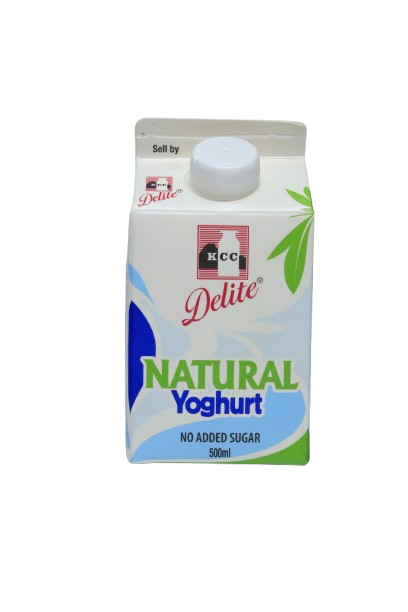 Sell by
KCC
Delite®
KCC
Delite®
NATURAL
Yoghurt
NO ADDED SUGAR
500ml